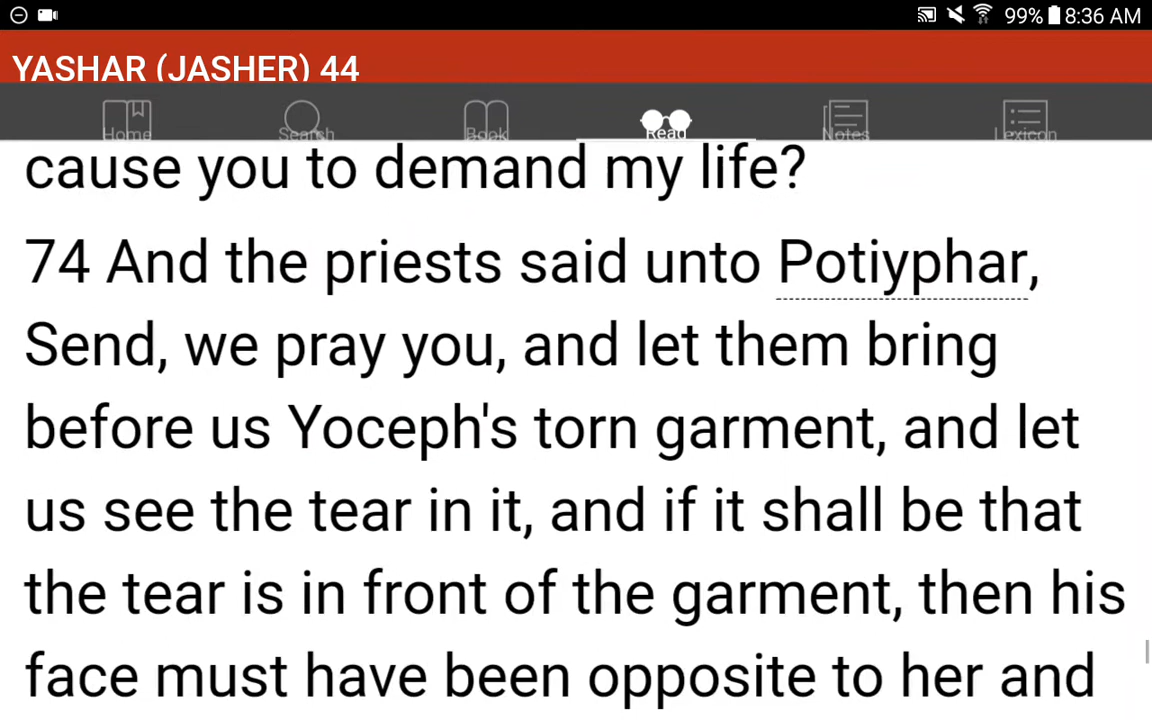 99% 8:36 AM
YASHAR (JASHER) 44
Home Search Book Read Notes Lexicon
cause you to demand my life?
74 And the priests said unto Potiyphar,
Send, we pray you, and let them bring
before us Yoceph's torn garment, and let
us see the tear in it, and if it shall be that
the tear is in front of the garment, then his
face must have been opposite to her and